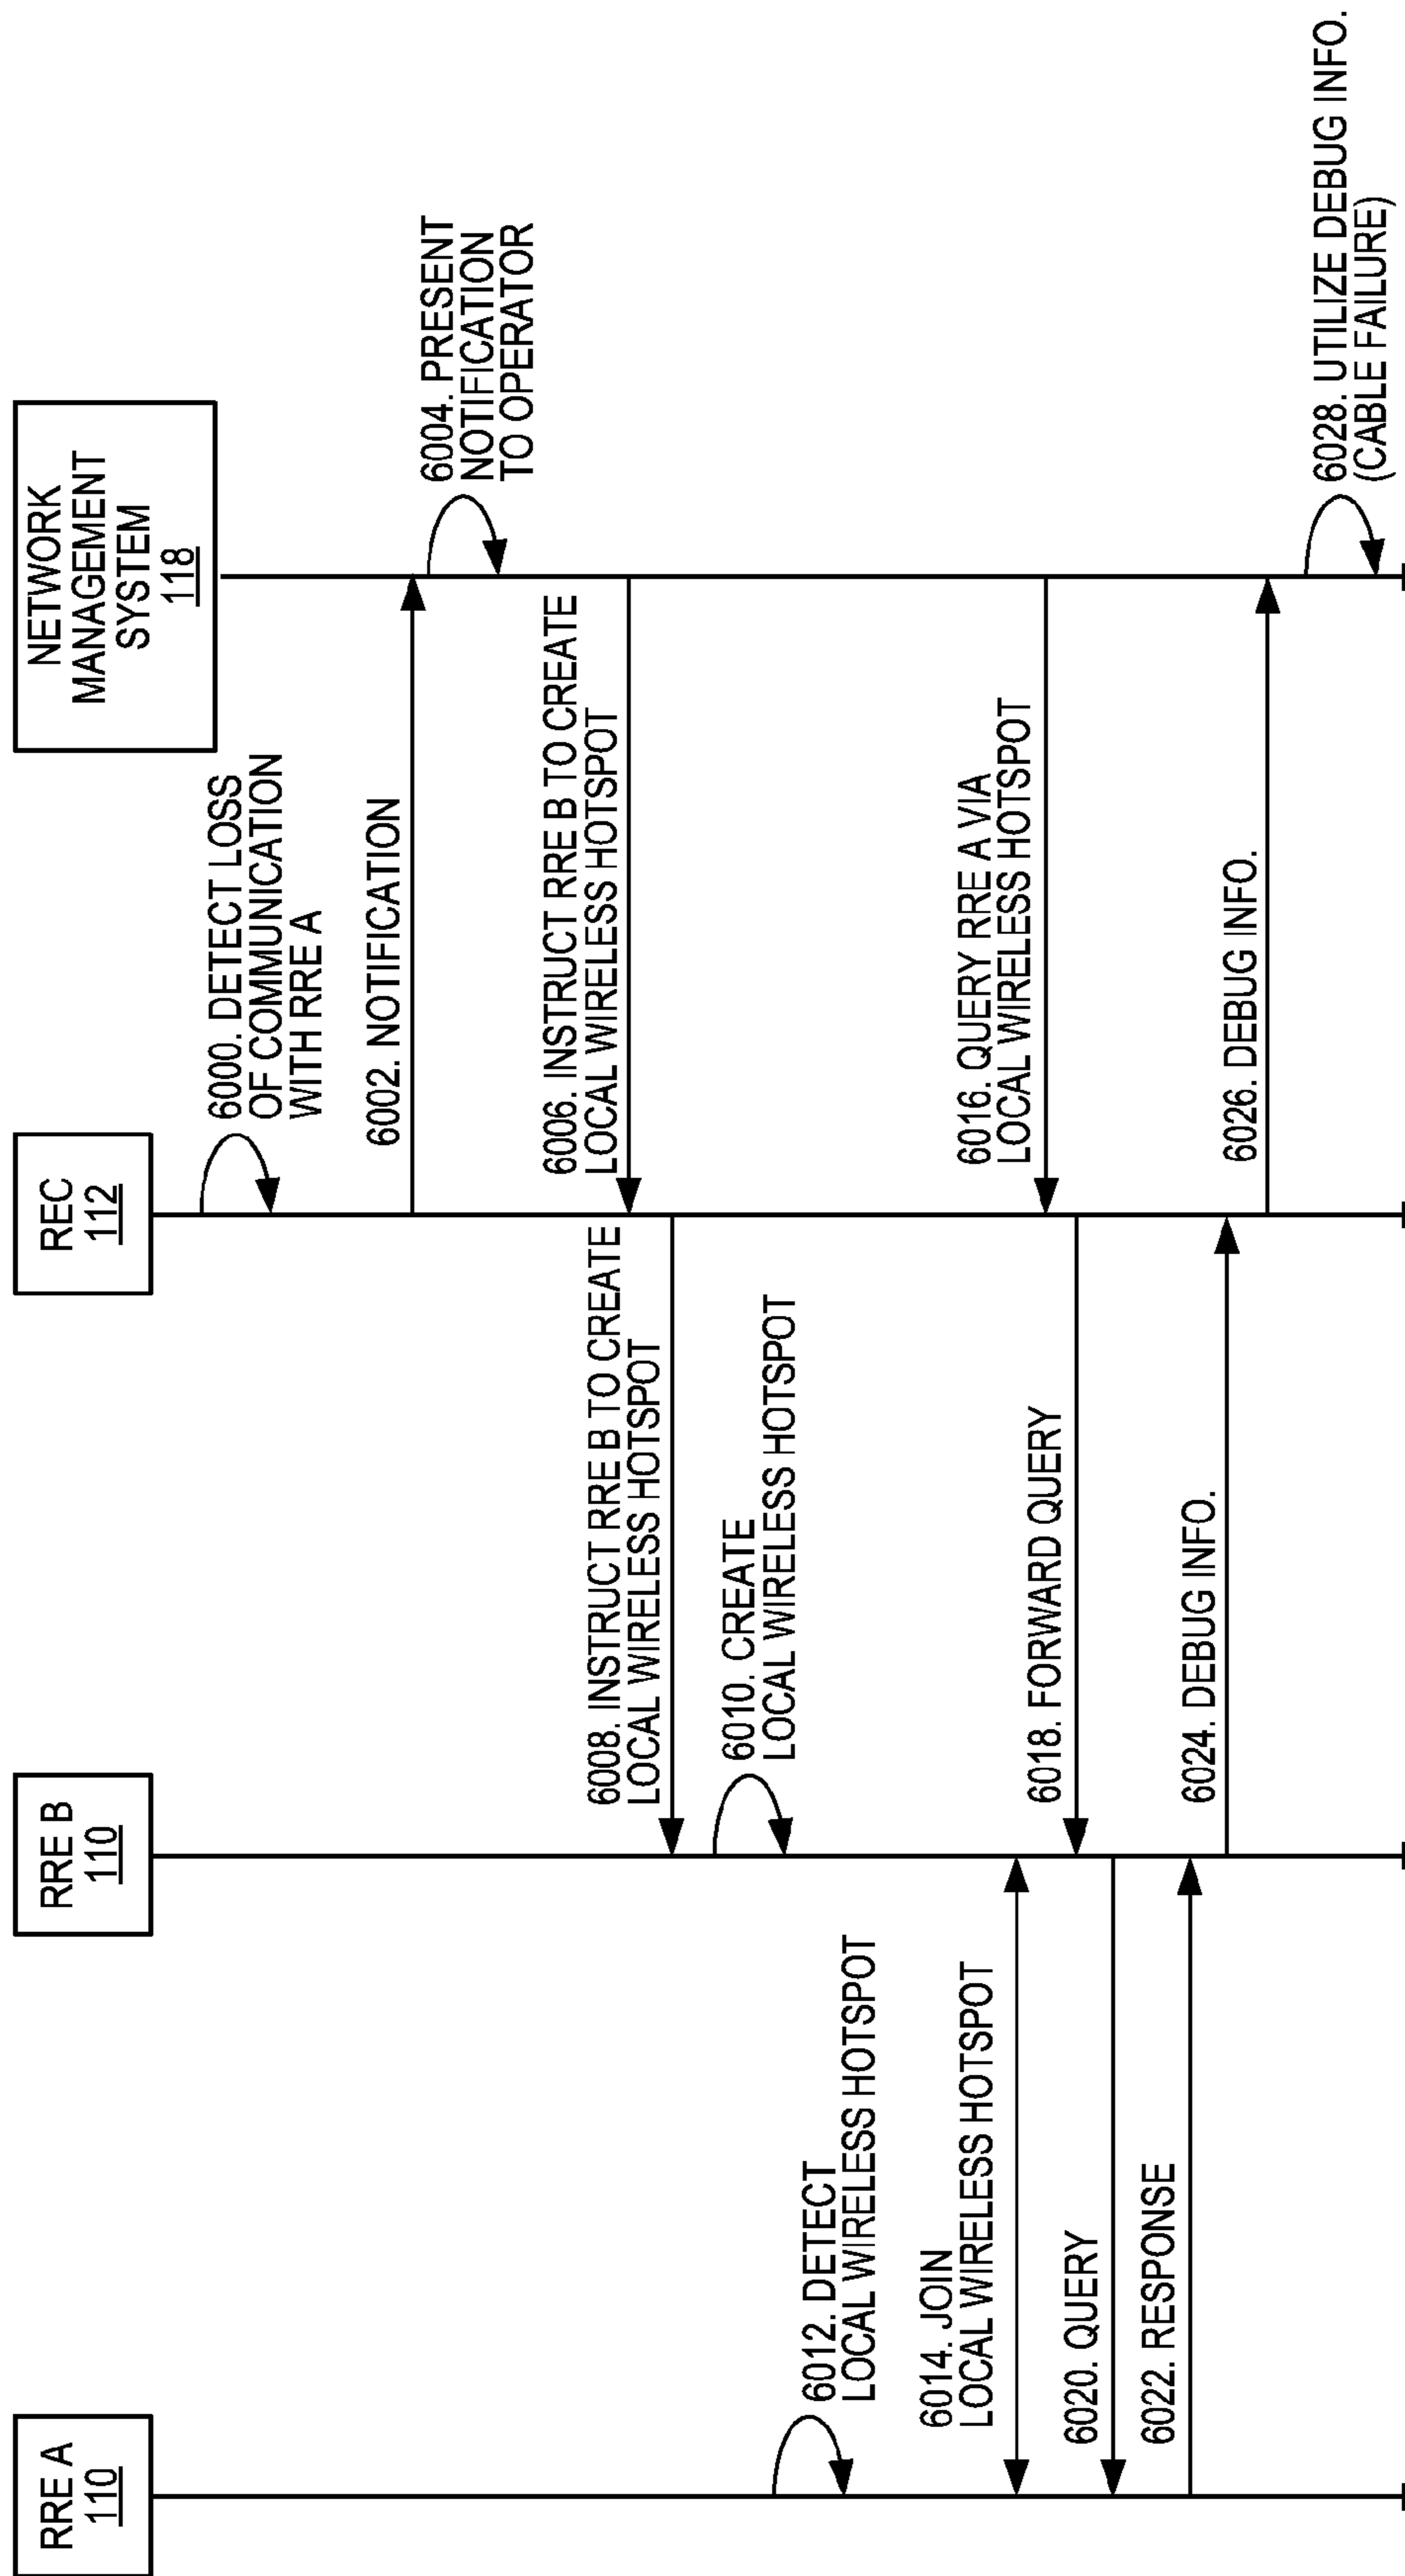 RRE A
110
RRE B
110
REC
112
NETWORK
MANAGEMENT
SYSTEM
118
6000. DETECT LOSS
OF COMMUNICATION
WITH RRE A
6002. NOTIFICATION
6004. PRESENT
NOTIFICATION
TO OPERATOR
6006. INSTRUCT RRE B TO CREATE
LOCAL WIRELESS HOTSPOT
6008. INSTRUCT RRE B TO CREATE
LOCAL WIRELESS HOTSPOT
6010. CREATE
LOCAL WIRELESS HOTSPOT
6012. DETECT
LOCAL WIRELESS HOTSPOT
6014. JOIN
LOCAL WIRELESS HOTSPOT
6016. QUERY RRE A VIA
LOCAL WIRELESS HOTSPOT
6018. FORWARD QUERY
6020. QUERY
6022. RESPONSE
6024. DEBUG INFO.
6026. DEBUG INFO.
6028. UTILIZE DEBUG INFO.
(CABLE FAILURE)